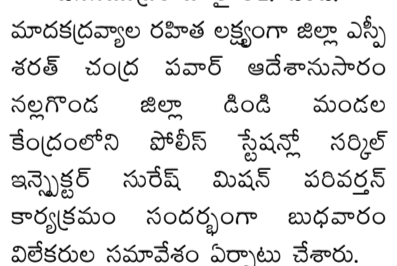 మాదకద్రవ్యాల రహిత లక్ష్యంగా జిల్లా ఎస్పీ
శరత్ చంద్ర పవార్ ఆదేశానుసారం
నల్లగొండ జిల్లా డిండి మండల
కేంద్రంలోని పోలీస్ స్టేషన్లో సర్కిల్
ఇన్స్పెక్టర్ సురేష్ మిషన్ పరివర్తన్
కార్యక్రమం సందర్భంగా బుధవారం
విలేకరుల సమావేశం ఏర్పాటు చేశారు.